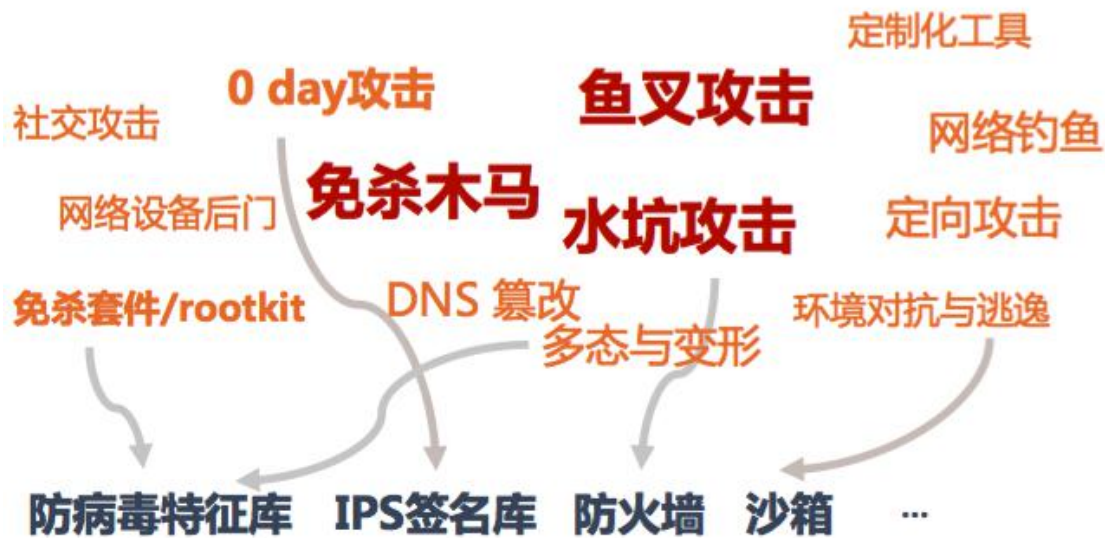 定制化工具
0 day攻击
鱼叉攻击
社交攻击
网络钓鱼
免杀木马
网络设备后门
水坑攻击
定向攻击
免杀套件/rootkit
DNS 篡改
环境对抗与逃逸
多态与变形
防病毒特征库 IPS签名库 防火墙 沙箱 ...